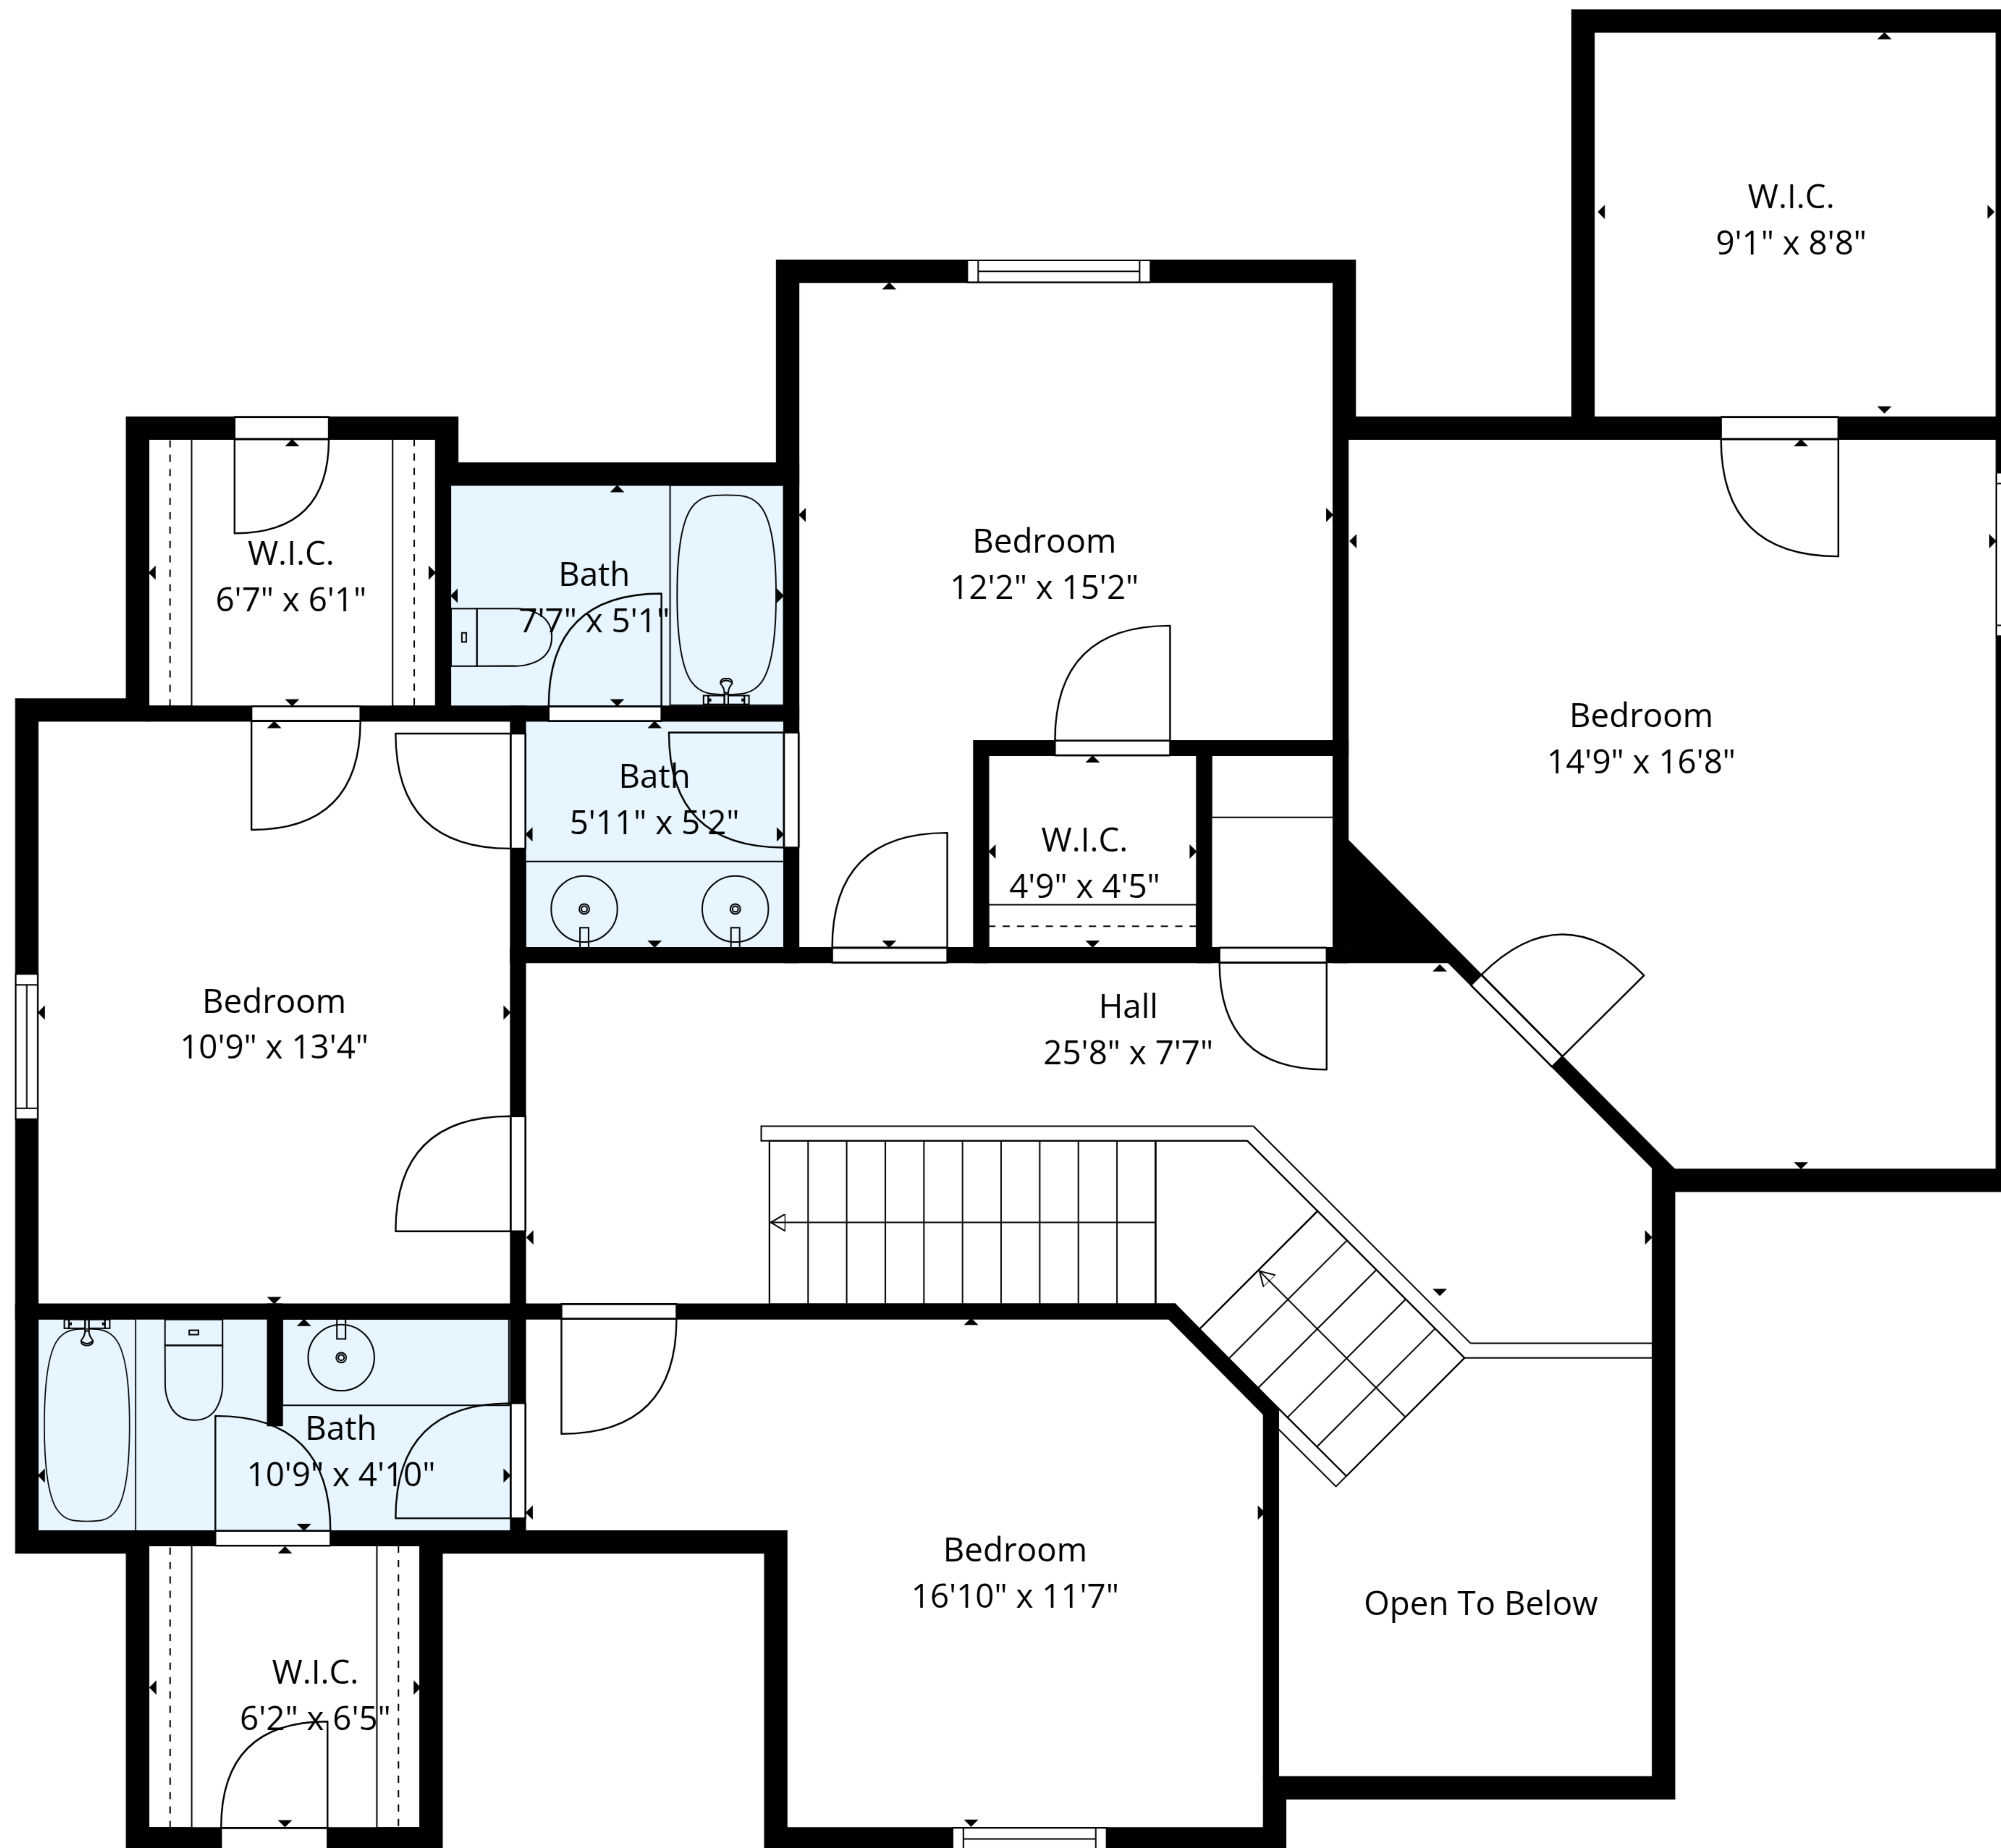 W.I.C.
9'1" x 8'8"
Bedroom
12'2" x 15'2"
W.I.C.
6'7" x 6'1"
Bath
7'7" x 5'1"
Bedroom
14'9" x 16'8"
Bath
5'11" x 5'2"
W.I.C.
4'9" x 4'5"
Bedroom
10'9" x 13'4"
Hall
25'8" x 7'7"
Bath
10'9" x 4'10"
Bedroom
16'10" x 11'7"
Open To Below
W.I.C.
6'2" x 6'5"